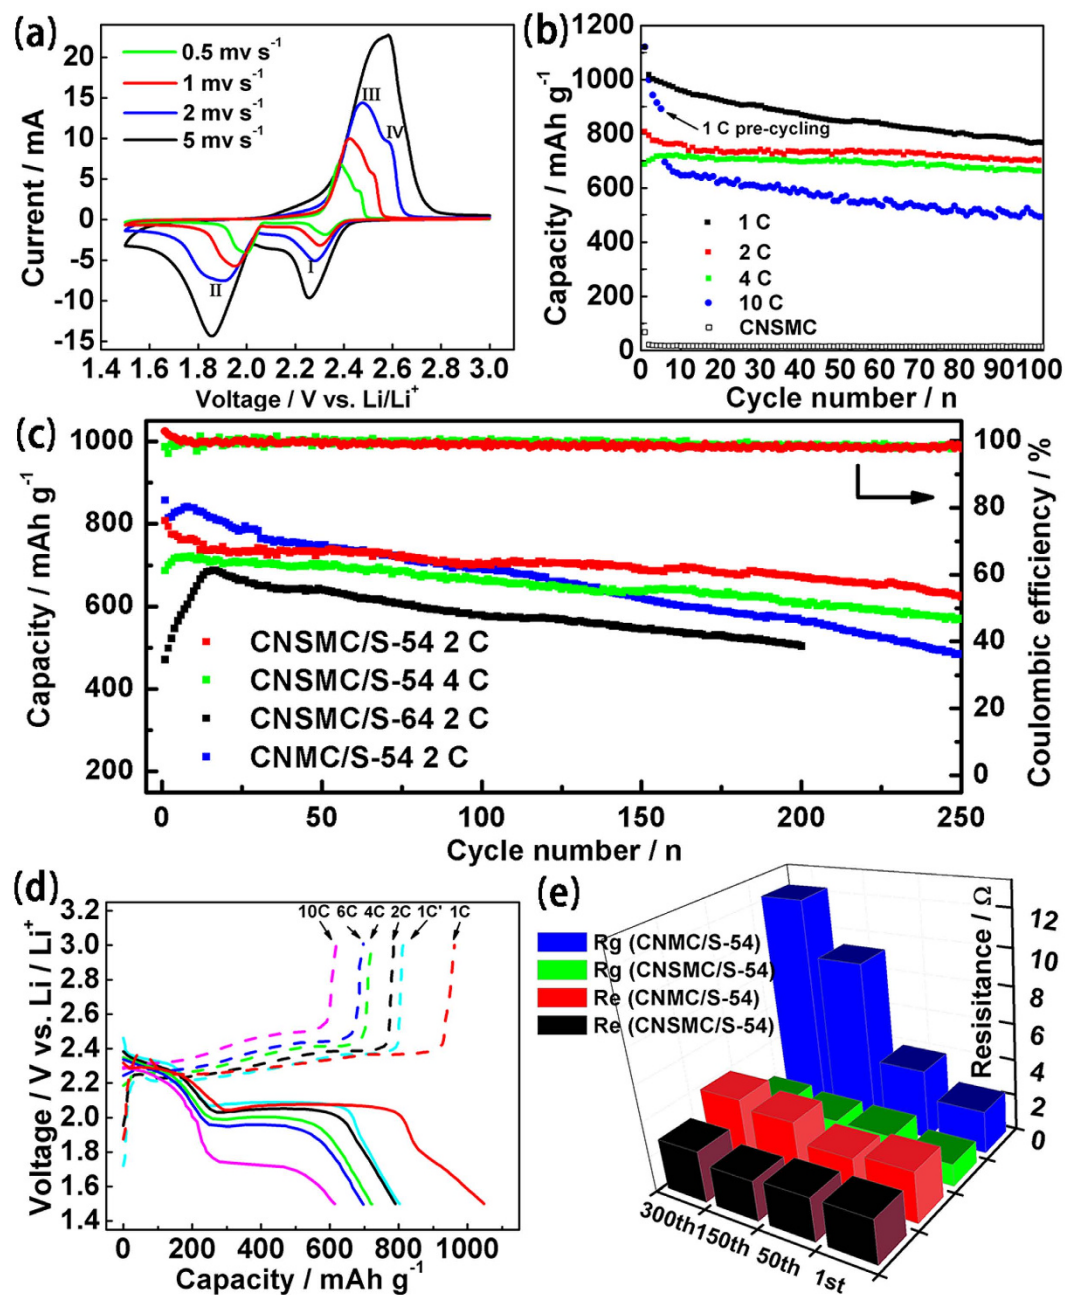 (a)
0.5 mv s⁻¹
1 mv s⁻¹
2 mv s⁻¹
5 mv s⁻¹
III
IV
I
II
Current / mA
25
20
15
10
5
0
-5
-10
-15
1.4 1.6 1.8 2.0 2.2 2.4 2.6 2.8 3.0
Voltage / V vs. Li/Li⁺
(b)
1 C pre-cycling
1 C
2 C
4 C
10 C
CNSMC
Capacity / mAh g⁻¹
1200
1000
800
600
400
200
0
0 10 20 30 40 50 60 70 80 90 100
Cycle number / n
(c)
CNSMC/S-54 2 C
CNSMC/S-54 4 C
CNSMC/S-64 2 C
CNMC/S-54 2 C
Capacity / mAh g⁻¹
1000
800
600
400
200
Coulombic efficiency / %
100
80
60
40
20
0
0 50 100 150 200 250
Cycle number / n
(d)
10C 6C 4C 2C 1C' 1C
Voltage / V vs. Li / Li⁺
3.2
3.0
2.8
2.6
2.4
2.2
2.0
1.8
1.6
1.4
0 200 400 600 800 1000
Capacity / mAh g⁻¹
(e)
Rg (CNMC/S-54)
Rg (CNSMC/S-54)
Re (CNMC/S-54)
Re (CNSMC/S-54)
Resisitance / Ω
12
10
8
6
4
2
0
300th
150th
50th
1st